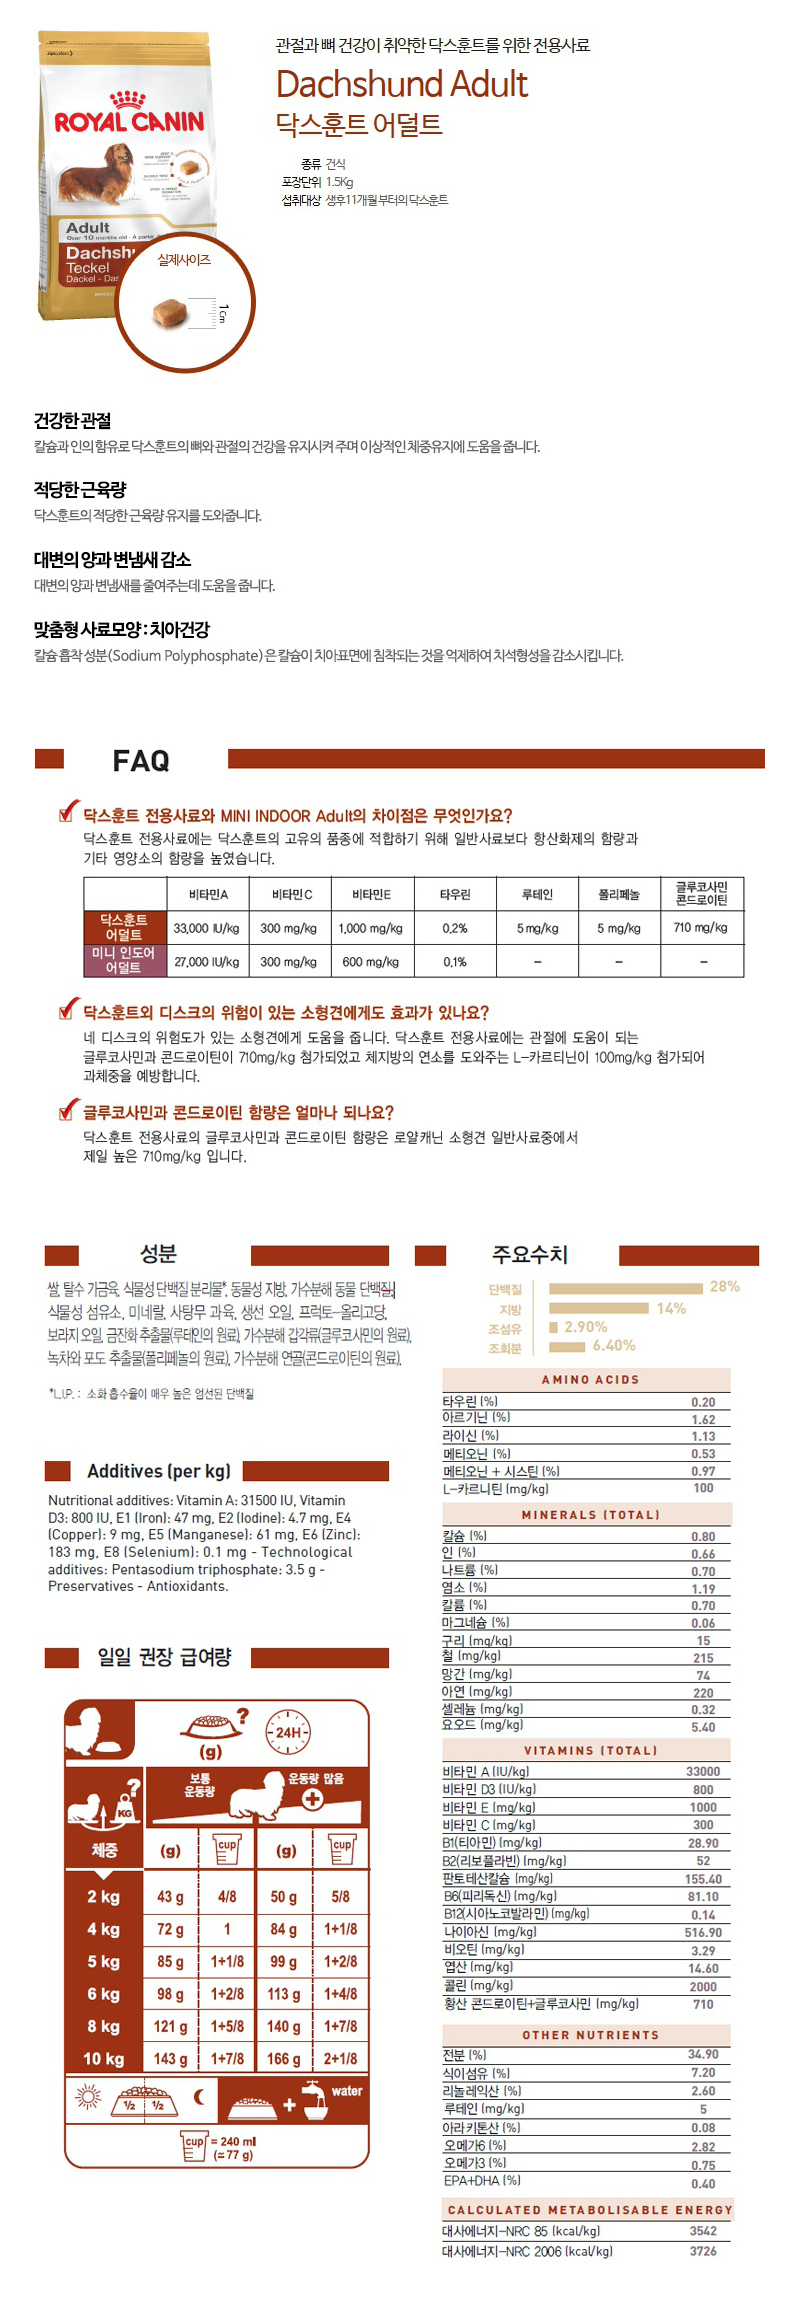 관절과 뼈 건강이 취약한 닥스훈트를 위한 전용사료
Dachshund Adult
닥스훈트 어덜트
종류 건식
포장단위 1.5Kg
섭취대상 생후11개월 부터의 닥스훈트
ROYAL CANIN
Adult
Over 10 months old
Dachsh
Teckel
Dackel
실제사이즈
1cm
건강한 관절
칼슘과 인의 함유로 닥스훈트의 뼈와 관절의 건강을 유지시켜 주며 이상적인 체중유지에 도움을 줍니다.
적당한 근육량
닥스훈트의 적당한 근육량 유지를 도와줍니다.
대변의 양과 변냄새 감소
대변의 양과 변냄새를 줄여주는데 도움을 줍니다.
맞춤형 사료모양 : 치아건강
칼슘 흡착 성분(Sodium Polyphosphate) 은 칼슘이 치아표면에 침착되는 것을 억제하여 치석형성을 감소시킵니다.
FAQ
닥스훈트 전용사료와 MINI INDOOR Adult의 차이점은 무엇인가요?
닥스훈트 전용사료에는 닥스훈트의 고유의 품종에 적합하기 위해 일반사료보다 항산화제의 함량과
기타 영양소의 함량을 높였습니다.
비타민A 비타민C 비타민E 타우린 루테인 폴리페놀 글루코사민
콘드로이틴
닥스훈트
어덜트 33,000 IU/kg 300 mg/kg 1,000 mg/kg 0.2% 5mg/kg 5 mg/kg 710 mg/kg
미니 인도어
어덜트 27,000 IU/kg 300 mg/kg 600 mg/kg 0.1% - - -
닥스훈트외 디스크의 위험이 있는 소형견에게도 효과가 있나요?
네 디스크의 위험도가 있는 소형견에게 도움을 줍니다. 닥스훈트 전용사료에는 관절에 도움이 되는
글루코사민과 콘드로이틴이 710mg/kg 첨가되었고 체지방의 연소를 도와주는 L-카르티닌이 100mg/kg 첨가되어
과체중을 예방합니다.
글루코사민과 콘드로이틴 함량은 얼마나 되나요?
닥스훈트 전용사료의 글루코사민과 콘드로이틴 함량은 로얄캐닌 소형견 일반사료중에서
제일 높은 710mg/kg 입니다.
성분
쌀, 탈수 가금육, 식물성 단백질 분리물*, 동물성 지방, 가수분해 동물 단백질,
식물성 섬유소, 미네랄, 사탕무 과육, 생선 오일, 프럭토-올리고당,
보라지 오일, 금잔화 추출물(루테인의 원료), 가수분해 갑각류(글루코사민의 원료),
녹차와 포도 추출물(폴리페놀의 원료), 가수분해 연골(콘드로이틴의 원료),
*L.I.P. : 소화 흡수율이 매우 높은 엄선된 단백질
Additives (per kg)
Nutritional additives: Vitamin A: 31500 IU, Vitamin
D3: 800 IU, E1 (Iron): 47 mg, E2 (Iodine): 4.7 mg, E4
(Copper): 9 mg, E5 (Manganese): 61 mg, E6 (Zinc):
183 mg, E8 (Selenium): 0.1 mg - Technological
additives: Pentasodium triphosphate: 3.5 g -
Preservatives - Antioxidants.
일일 권장 급여량
? (g) 24H
? KG
보통
운동량 운동량 많음
체중 (g) cup (g) cup
2 kg 43 g 4/8 50 g 5/8
4 kg 72 g 1 84 g 1+1/8
5 kg 85 g 1+1/8 99 g 1+2/8
6 kg 98 g 1+2/8 113 g 1+4/8
8 kg 121 g 1+5/8 140 g 1+7/8
10 kg 143 g 1+7/8 166 g 2+1/8
1/2 1/2 + water
cup = 240 ml
(= 77 g)
주요수치
단백질 28%
지방 14%
조섬유 2.90%
조회분 6.40%
AMINO ACIDS
타우린 (%) 0.20
아르기닌 (%) 1.62
라이신 (%) 1.13
메티오닌 (%) 0.53
메티오닌 + 시스틴 (%) 0.97
L-카르니틴 (mg/kg) 100
MINERALS (TOTAL)
칼슘 (%) 0.80
인 (%) 0.66
나트륨 (%) 0.70
염소 (%) 1.19
칼륨 (%) 0.70
마그네슘 (%) 0.06
구리 (mg/kg) 15
철 (mg/kg) 215
망간 (mg/kg) 74
아연 (mg/kg) 220
셀레늄 (mg/kg) 0.32
요오드 (mg/kg) 5.40
VITAMINS (TOTAL)
비타민 A (IU/kg) 33000
비타민 D3 (IU/kg) 800
비타민 E (mg/kg) 1000
비타민 C (mg/kg) 300
B1(티아민) (mg/kg) 28.90
B2(리보플라빈) (mg/kg) 52
판토테산칼슘 (mg/kg) 155.40
B6(피리독신) (mg/kg) 81.10
B12(시아노코발라민) (mg/kg) 0.14
나이아신 (mg/kg) 516.90
비오틴 (mg/kg) 3.29
엽산 (mg/kg) 14.60
콜린 (mg/kg) 2000
황산 콘드로이틴+글루코사민 (mg/kg) 710
OTHER NUTRIENTS
전분 (%) 34.90
식이섬유 (%) 7.20
리놀레익산 (%) 2.60
루테인 (mg/kg) 5
아라키톤산 (%) 0.08
오메가6 (%) 2.82
오메가3 (%) 0.75
EPA+DHA (%) 0.40
CALCULATED METABOLISABLE ENERGY
대사에너지-NRC 85 (kcal/kg) 3542
대사에너지-NRC 2006 (kcal/kg) 3726